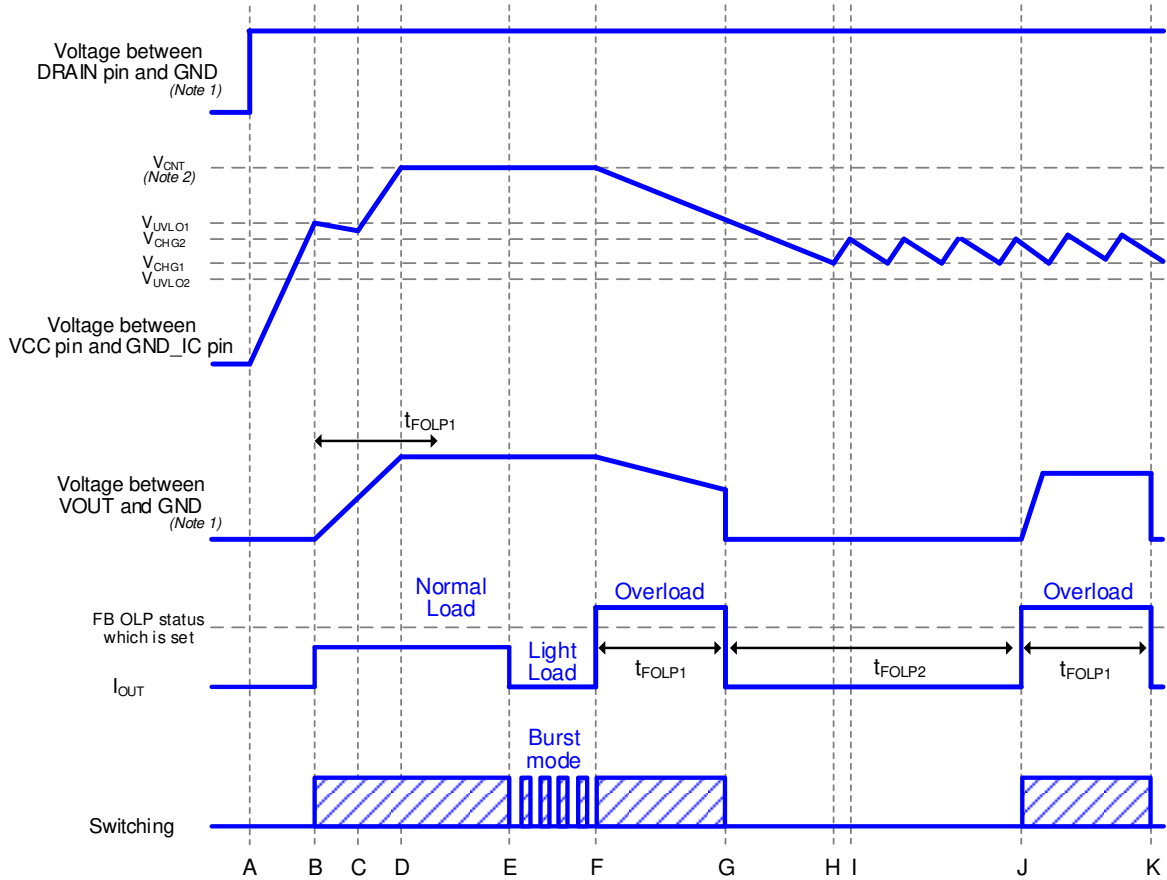 Voltage between
DRAIN pin and GND
(Note 1)
VCNT
(Note 2)
VUVLO1
VCHG2
VCHG1
VUVLO2
Voltage between
VCC pin and GND_IC pin
tFOLP1
Voltage between
VOUT and GND
(Note 1)
Normal
Load
Overload
Overload
FB OLP status
which is set
Light
Load
tFOLP1
tFOLP2
tFOLP1
IOUT
Burst
mode
Switching
A B C D E F G H I J K